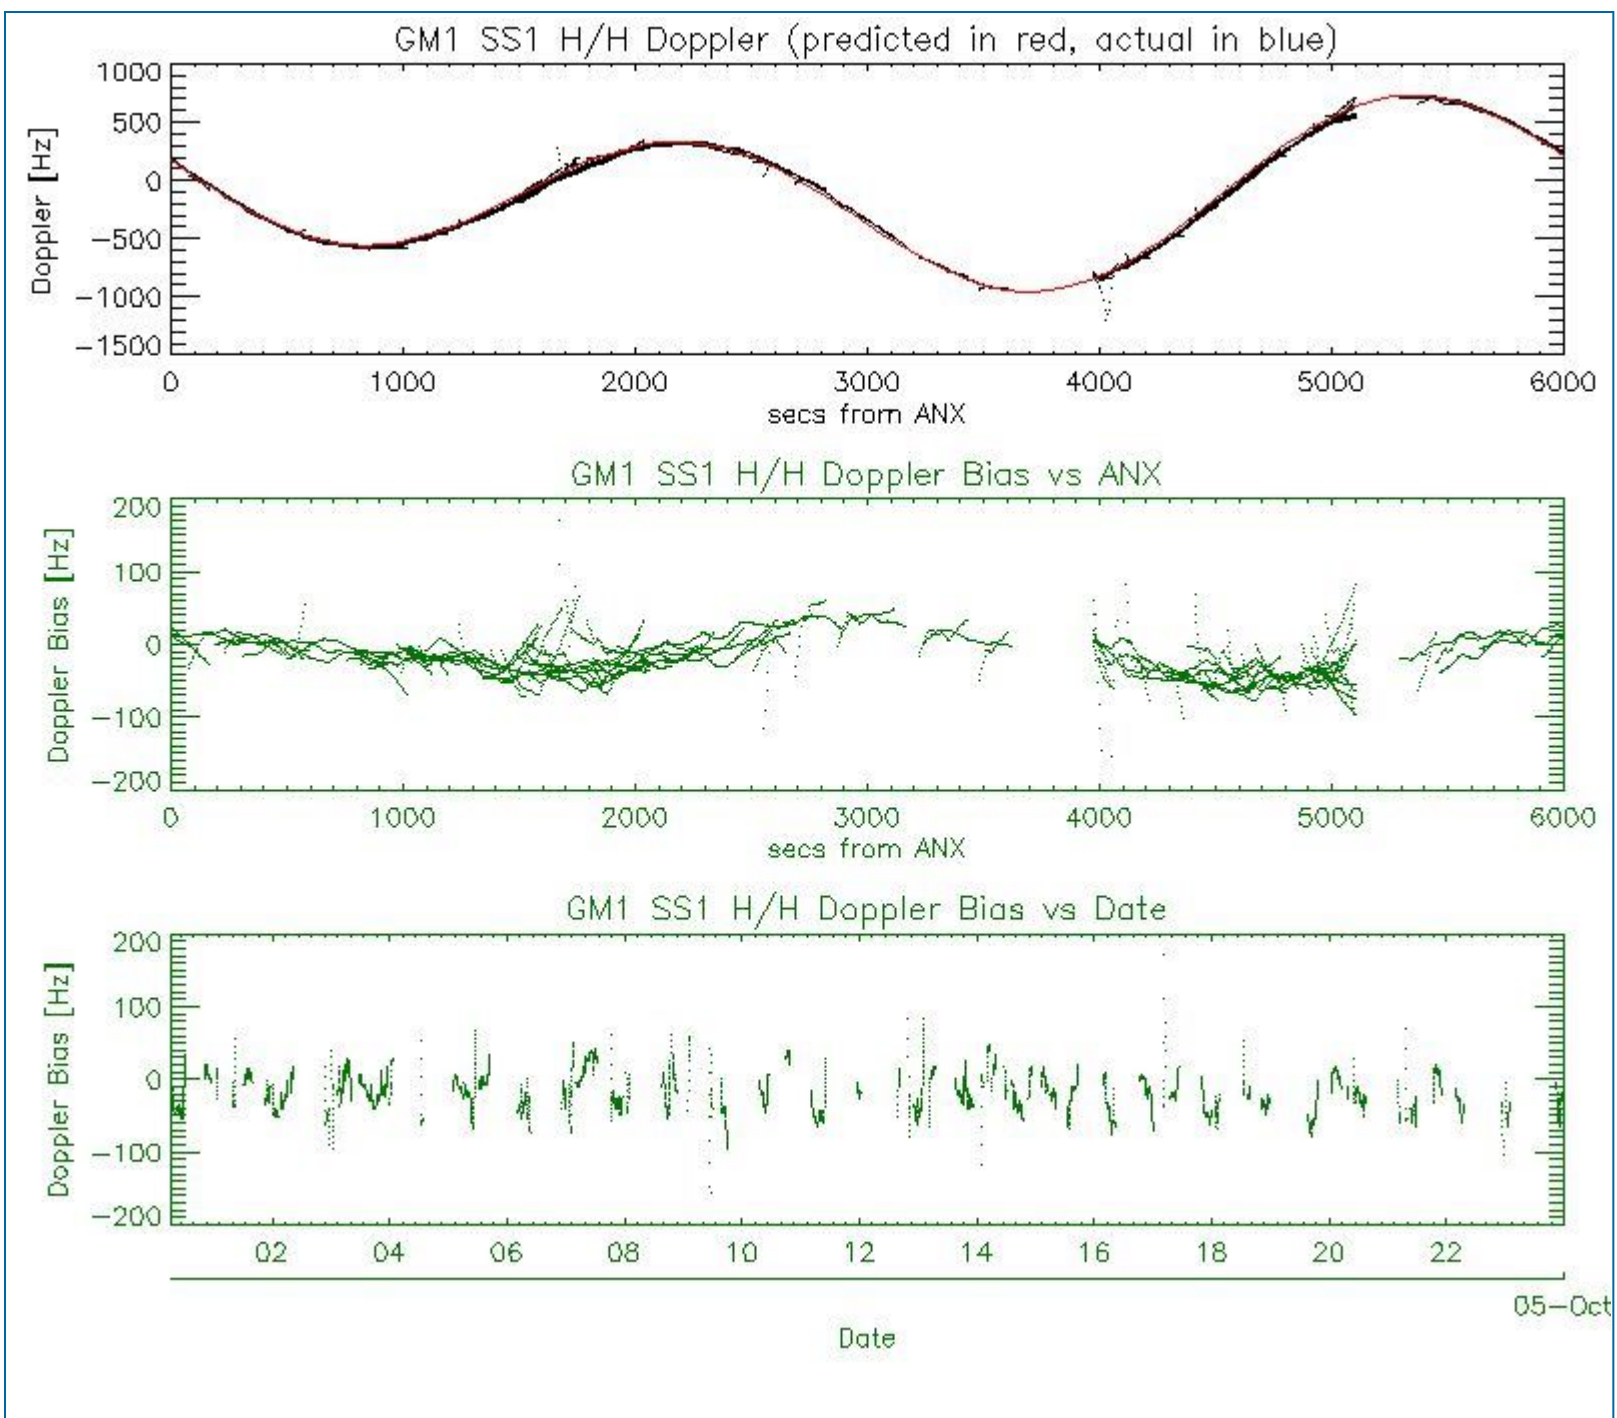 GM1 SS1 H/H Doppler (predicted in red, actual in blue)
1000
500
0
-500
-1000
-1500
Doppler [Hz]
0 1000 2000 3000 4000 5000 6000
secs from ANX
GM1 SS1 H/H Doppler Bias vs ANX
200
100
0
-100
-200
Doppler Bias [Hz]
0 1000 2000 3000 4000 5000 6000
secs from ANX
GM1 SS1 H/H Doppler Bias vs Date
200
100
0
-100
-200
Doppler Bias [Hz]
02 04 06 08 10 12 14 16 18 20 22
05-Oct
Date